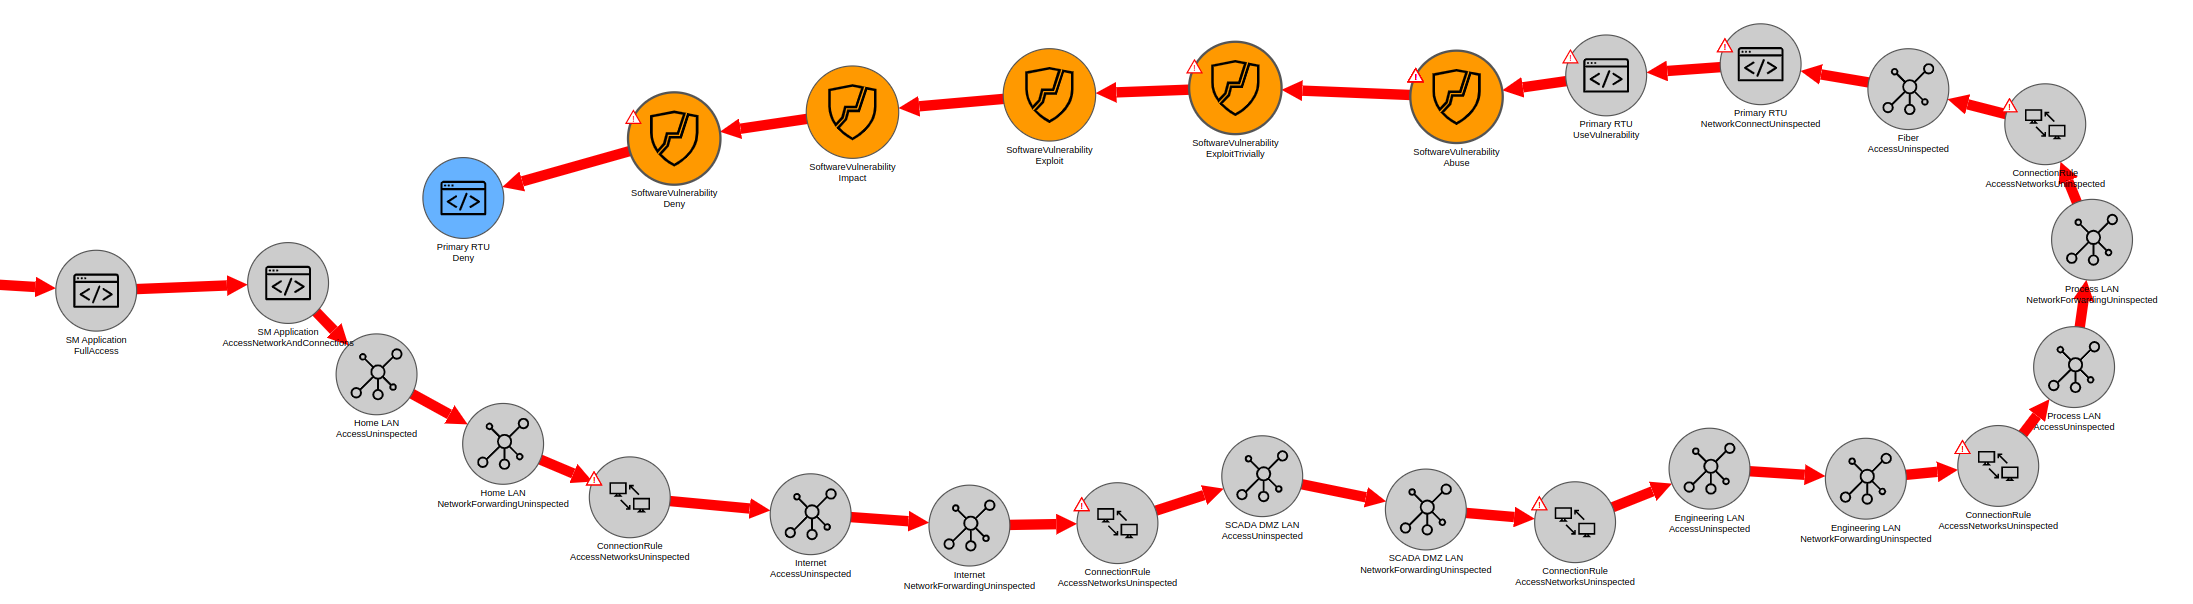 SM Application
FullAccess
SM Application
AccessNetworkAndConnections
Home LAN
AccessUninspected
Home LAN
NetworkForwardingUninspected
ConnectionRule
AccessNetworksUninspected
Internet
AccessUninspected
Internet
NetworkForwardingUninspected
ConnectionRule
AccessNetworksUninspected
SCADA DMZ LAN
AccessUninspected
SCADA DMZ LAN
NetworkForwardingUninspected
ConnectionRule
AccessNetworksUninspected
Engineering LAN
AccessUninspected
Engineering LAN
NetworkForwardingUninspected
ConnectionRule
AccessNetworksUninspected
Process LAN
AccessUninspected
Process LAN
NetworkForwardingUninspected
ConnectionRule
AccessNetworksUninspected
Fiber
AccessUninspected
Primary RTU
NetworkConnectUninspected
Primary RTU
UseVulnerability
SoftwareVulnerability
Abuse
SoftwareVulnerability
ExploitTrivially
SoftwareVulnerability
Exploit
SoftwareVulnerability
Impact
SoftwareVulnerability
Deny
Primary RTU
Deny